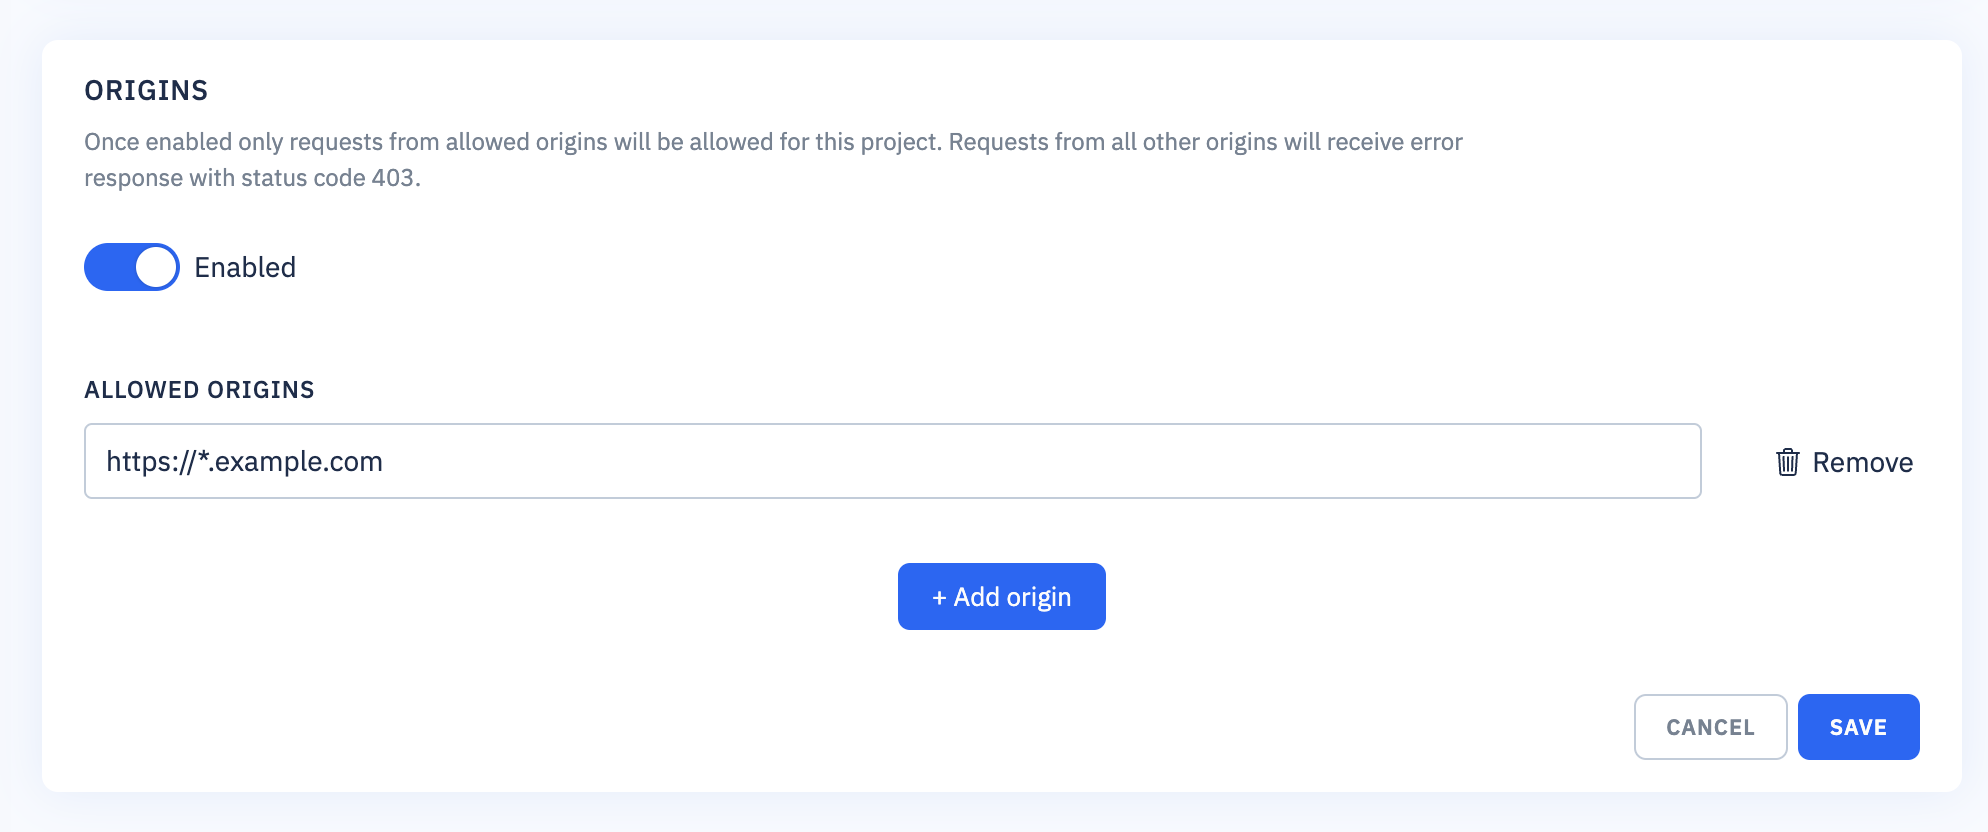 ORIGINS
Once enabled only requests from allowed origins will be allowed for this project. Requests from all other origins will receive error
response with status code 403.
Enabled
ALLOWED ORIGINS
https://*.example.com
Remove
+ Add origin
CANCEL
SAVE